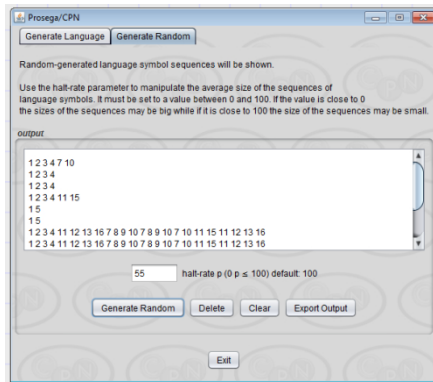 Prosega/CPN
Generate Language Generate Random
Random-generated language symbol sequences will be shown.
Use the halt-rate parameter to manipulate the average size of the sequences of
language symbols. It must be set to a value between 0 and 100. If the value is close to 0
the sizes of the sequences may be big while if it is close to 100 the size of the sequences may be small.
output
1 2 3 4 7 10
1 2 3 4
1 2 3 4
1 2 3 4 11 15
1 5
1 5
1 2 3 4 11 12 13 16 7 8 9 10 7 8 9 10 7 10 11 15 11 12 13 16
1 2 3 4 11 12 13 16 7 8 9 10 7 8 9 10 7 10 11 15 11 12 13 16
55 halt-rate p (0 p ≤ 100) default: 100
Generate Random Delete Clear Export Output
Exit